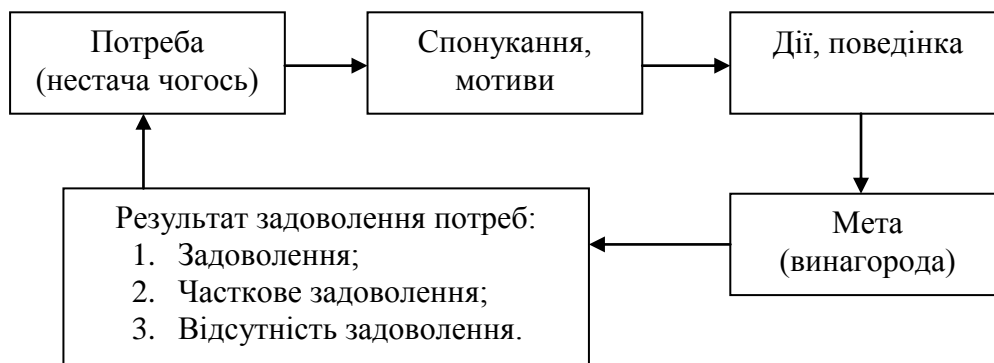 Потреба
(нестача чогось)
Спонукання,
мотиви
Дії, поведінка
Мета
(винагорода)
Результат задоволення потреб:
1. Задоволення;
2. Часткове задоволення;
3. Відсутність задоволення.